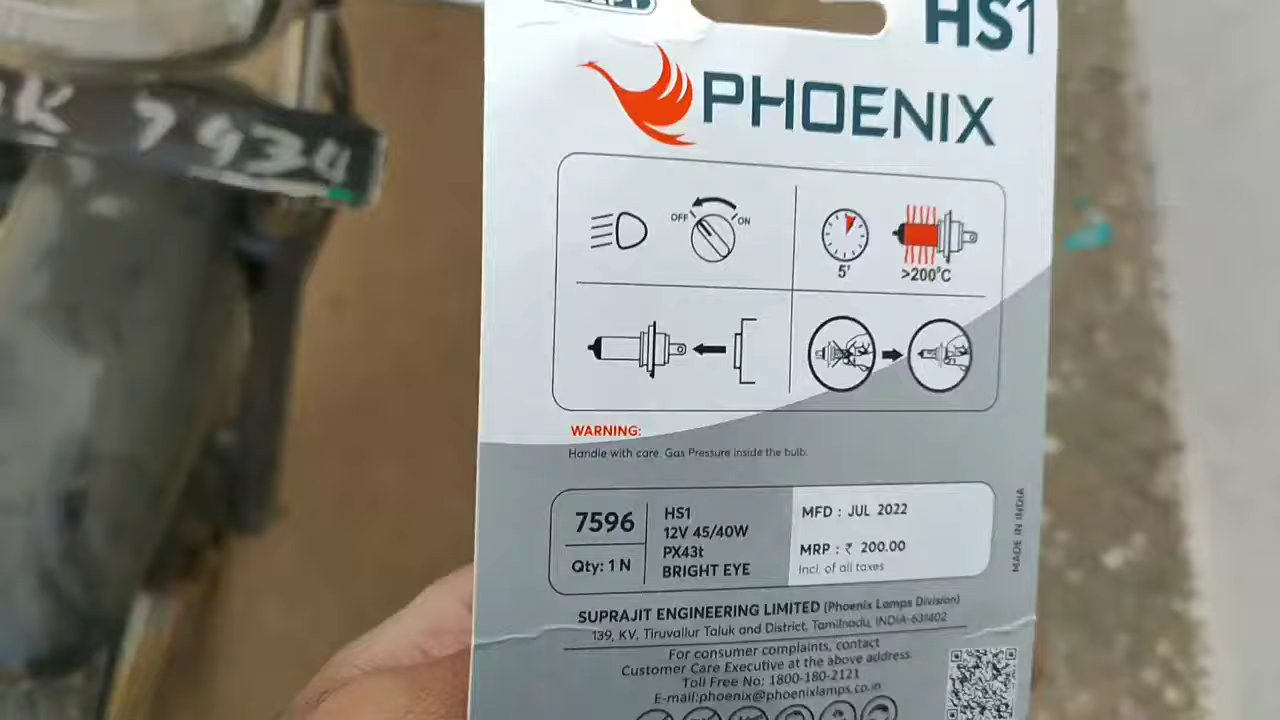 HS1
PHOENIX
OFF
ON
5'
>200°C
WARNING:
Handle with care. Gas Pressure inside the bulb.
7596
Qty: 1 N
HS1
12V 45/40W
PX43t
BRIGHT EYE
MFD : JUL 2022
MRP : ₹ 200.00
Incl. of all taxes
MADE IN INDIA
SUPRAJIT ENGINEERING LIMITED (Phoenix Lamps Division)
139, KV, Tiruvallur Taluk and District, Tamilnadu, INDIA-631402
For consumer complaints, contact
Customer Care Executive at the above address.
Toll Free No: 1800-180-2121
E-mail:phoenix@phoenixlamps.co.in
K 7934